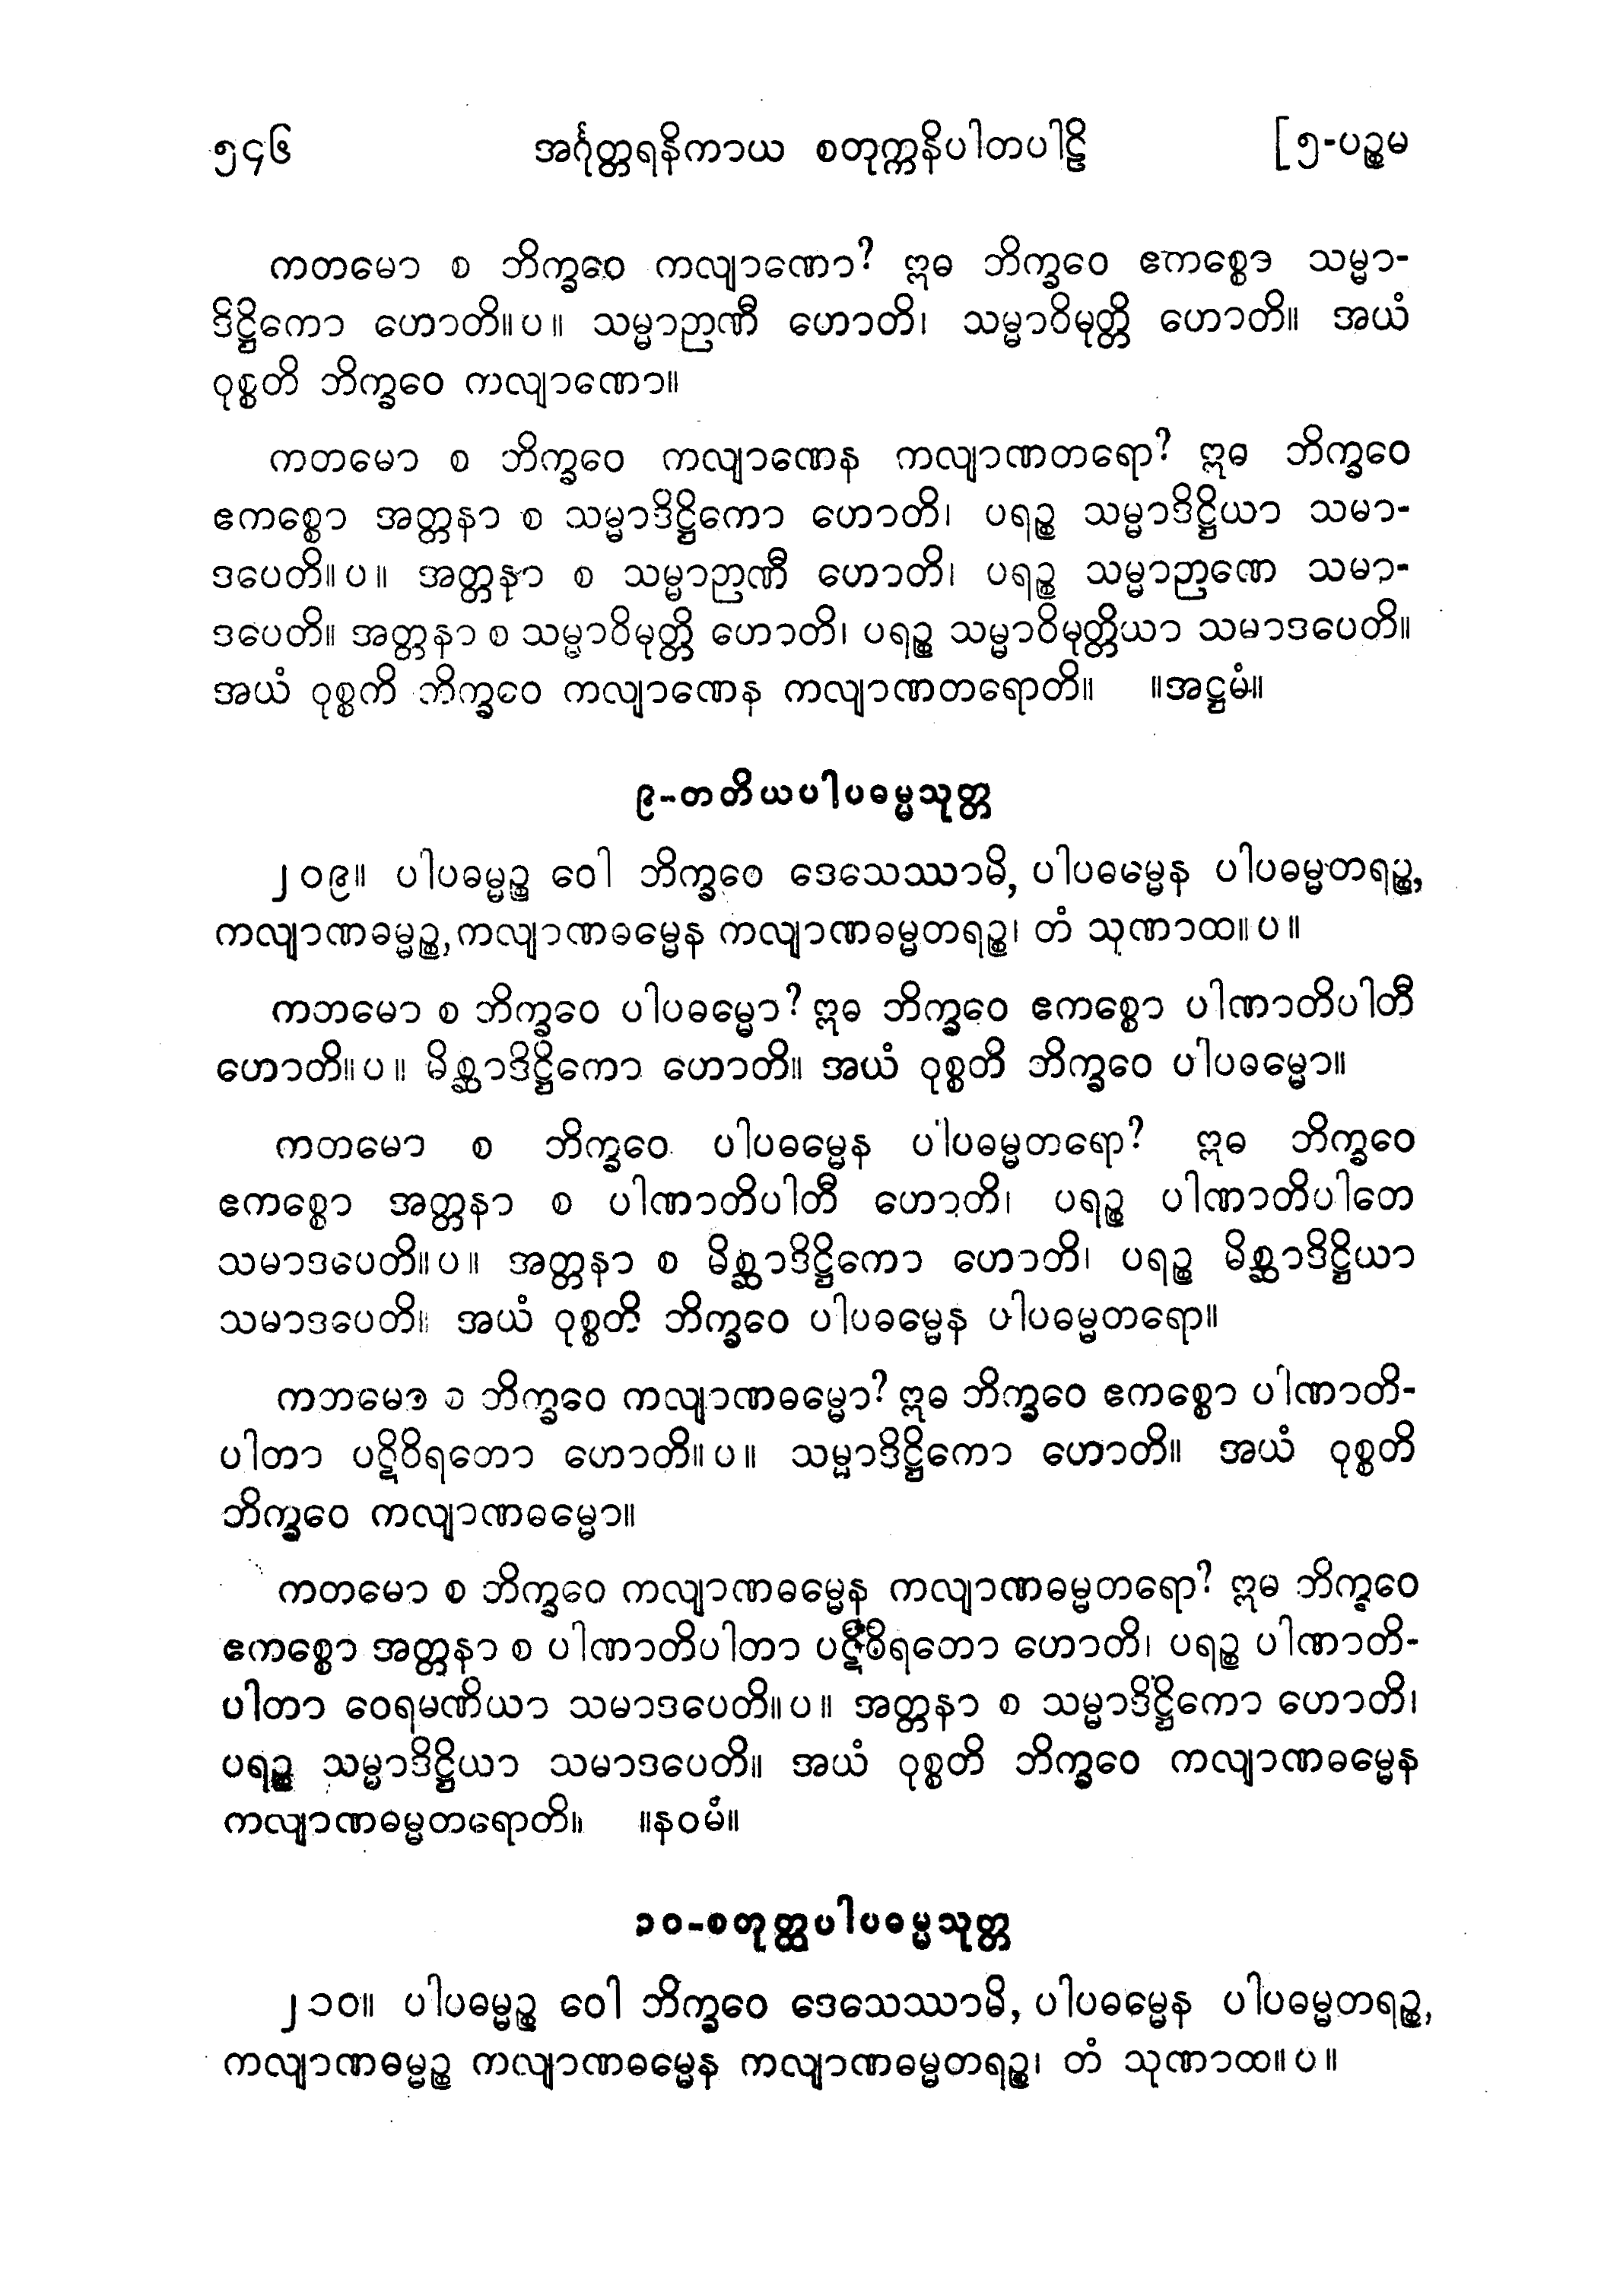 ၅၄၆ အင်္ဂုတ္တရနိကာယ စတုက္ကနိပါတပါဠိ [၅-ပဉ္စမ
ကတမော စ ဘိက္ခဝေ ကလျာဏော? ဣဓ ဘိက္ခဝေ ဧကစ္စော သမ္မာ-
ဒိဋ္ဌိကော ဟောတိ။ပ။ သမ္မာဉာဏီ ဟောတိ၊ သမ္မာဝိမုတ္တိ ဟောတိ။ အယံ
ဝုစ္စတိ ဘိက္ခဝေ ကလျာဏော။
ကတမော စ ဘိက္ခဝေ ကလျာဏေန ကလျာဏတရော? ဣဓ ဘိက္ခဝေ
ဧကစ္စော အတ္တနာ စ သမ္မာဒိဋ္ဌိကော ဟောတိ၊ ပရဉ္စ သမ္မာဒိဋ္ဌိယာ သမာ-
ဒပေတိ။ပ။ အတ္တနာ စ သမ္မာဉာဏီ ဟောတိ၊ ပရဉ္စ သမ္မာဉာဏေ သမာ-
ဒပေတိ။ အတ္တနာ စ သမ္မာဝိမုတ္တိ ဟောတိ၊ ပရဉ္စ သမ္မာဝိမုတ္တိယာ သမာဒပေတိ။
အယံ ဝုစ္စတိ ဘိက္ခဝေ ကလျာဏေန ကလျာဏတရောတိ။ ။အဋ္ဌမံ။
၉-တတိယပါပဓမ္မသုတ္တ
၂၀၉။ ပါပဓမ္မဉ္စ ဝေါ ဘိက္ခဝေ ဒေသေဿာမိ, ပါပဓမ္မေန ပါပဓမ္မတရဉ္စ,
ကလျာဏဓမ္မဉ္စ,ကလျာဏဓမ္မေန ကလျာဏဓမ္မတရဉ္စ၊ တံ သုဏာထ။ပ။
ကတမော စ ဘိက္ခဝေ ပါပဓမ္မော? ဣဓ ဘိက္ခဝေ ဧကစ္စော ပါဏာတိပါတီ
ဟောတိ။ပ။ မိစ္ဆာဒိဋ္ဌိကော ဟောတိ။ အယံ ဝုစ္စတိ ဘိက္ခဝေ ပါပဓမ္မော။
ကတမော စ ဘိက္ခဝေ ပါပဓမ္မေန ပါပဓမ္မတရော? ဣဓ ဘိက္ခဝေ
ဧကစ္စော အတ္တနာ စ ပါဏာတိပါတီ ဟောတိ၊ ပရဉ္စ ပါဏာတိပါတေ
သမာဒပေတိ။ပ။ အတ္တနာ စ မိစ္ဆာဒိဋ္ဌိကော ဟောတိ၊ ပရဉ္စ မိစ္ဆာဒိဋ္ဌိယာ
သမာဒပေတိ။ အယံ ဝုစ္စတိ ဘိက္ခဝေ ပါပဓမ္မေန ပါပဓမ္မတရော။
ကတမော စ ဘိက္ခဝေ ကလျာဏဓမ္မော? ဣဓ ဘိက္ခဝေ ဧကစ္စော ပါဏာတိ-
ပါတာ ပဋိဝိရတော ဟောတိ။ပ။ သမ္မာဒိဋ္ဌိကော ဟောတိ။ အယံ ဝုစ္စတိ
ဘိက္ခဝေ ကလျာဏဓမ္မော။
ကတမော စ ဘိက္ခဝေ ကလျာဏဓမ္မေန ကလျာဏဓမ္မတရော? ဣဓ ဘိက္ခဝေ
ဧကစ္စော အတ္တနာ စ ပါဏာတိပါတာ ပဋိဝိရတော ဟောတိ၊ ပရဉ္စ ပါဏာတိ-
ပါတာ ဝေရမဏိယာ သမာဒပေတိ။ပ။ အတ္တနာ စ သမ္မာဒိဋ္ဌိကော ဟောတိ၊
ပရဉ္စ သမ္မာဒိဋ္ဌိယာ သမာဒပေတိ။ အယံ ဝုစ္စတိ ဘိက္ခဝေ ကလျာဏဓမ္မေန
ကလျာဏဓမ္မတရောတိ။ ။နဝမံ။
၁၀-စတုတ္ထပါပဓမ္မသုတ္တ
၂၁၀။ ပါပဓမ္မဉ္စ ဝေါ ဘိက္ခဝေ ဒေသေဿာမိ, ပါပဓမ္မေန ပါပဓမ္မတရဉ္စ,
ကလျာဏဓမ္မဉ္စ ကလျာဏဓမ္မေန ကလျာဏဓမ္မတရဉ္စ၊ တံ သုဏာထ။ပ။